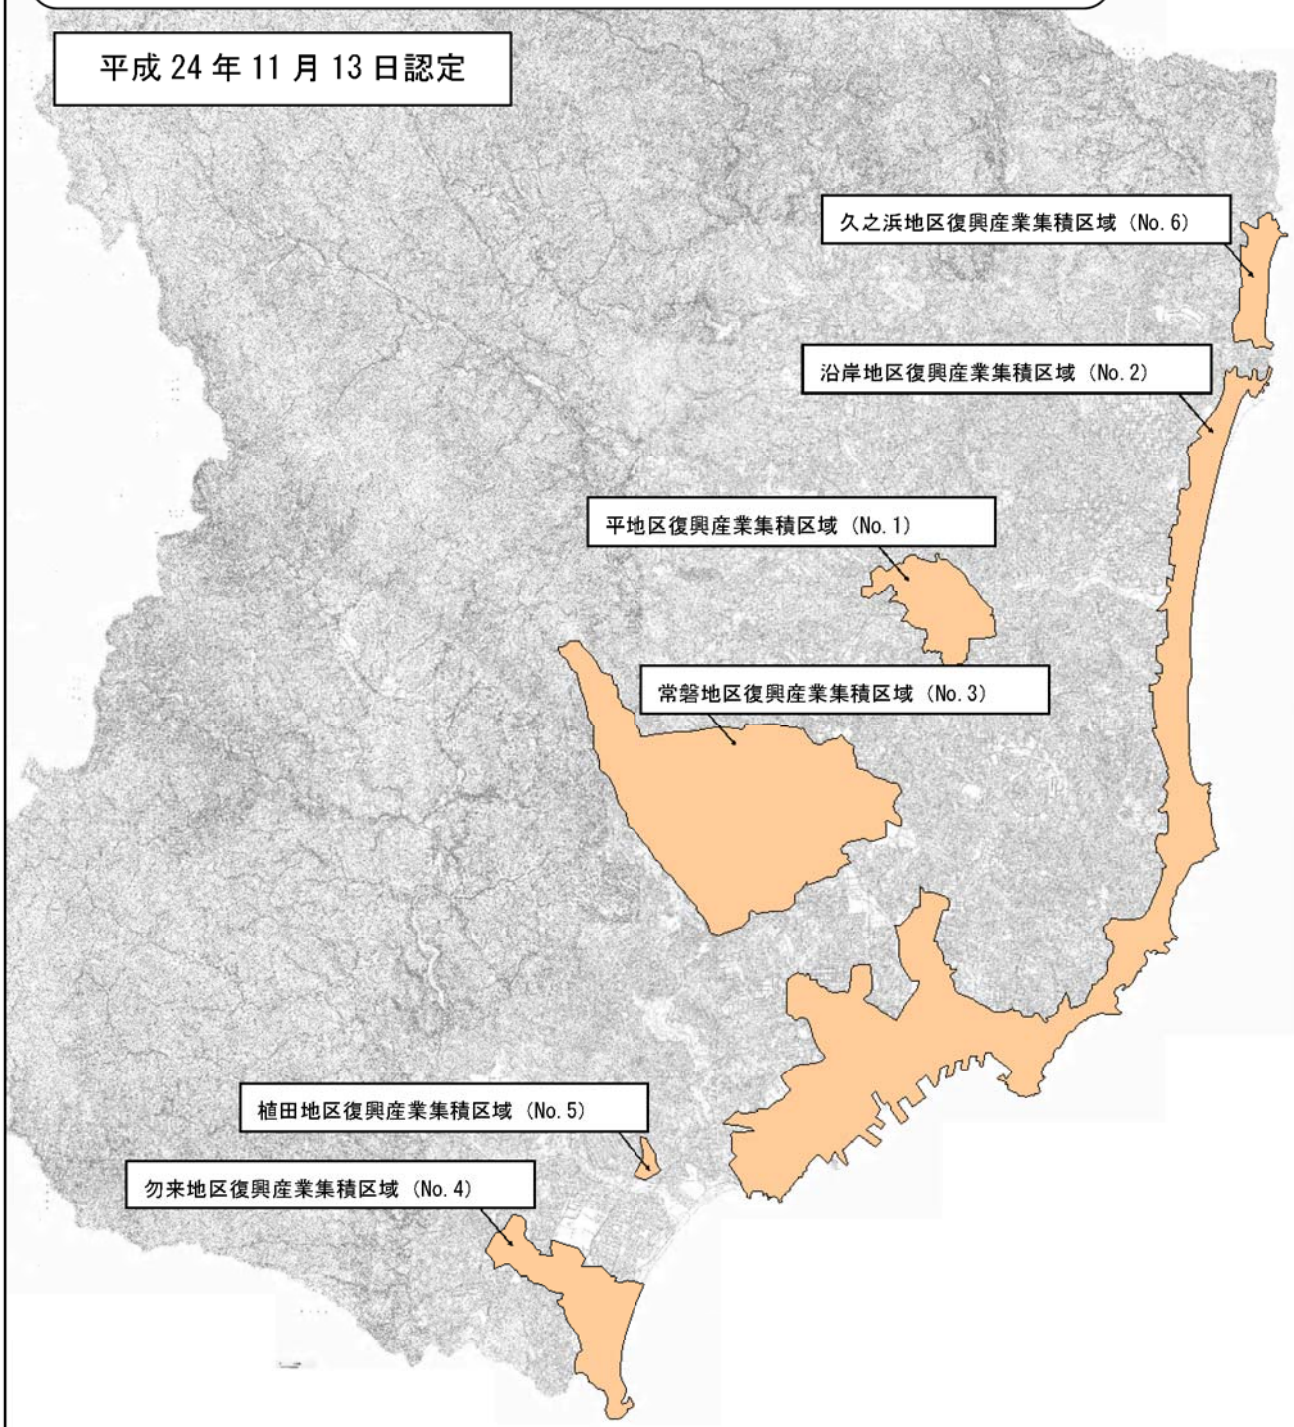 平成 24 年 11 月 13 日認定
久之浜地区復興産業集積区域（No.6）
沿岸地区復興産業集積区域（No.2）
平地区復興産業集積区域（No.1）
常磐地区復興産業集積区域（No.3）
植田地区復興産業集積区域（No.5）
勿来地区復興産業集積区域（No.4）